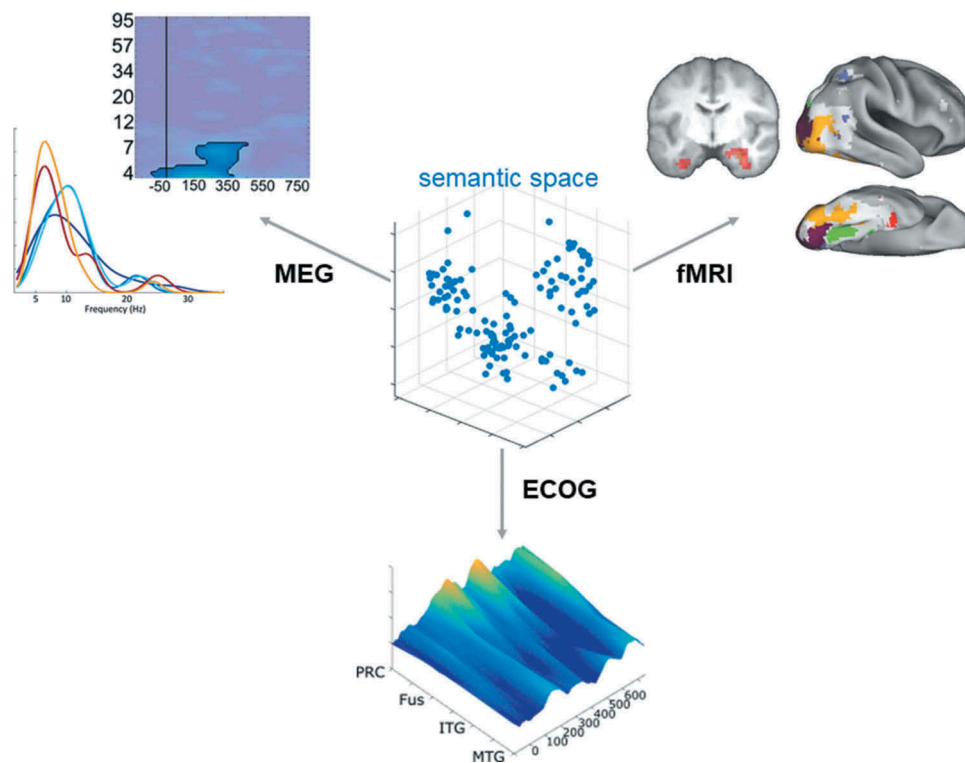 95
57
34
20
12
7
4
-50 150 350 550 750
5 10 20 30
Frequency (Hz)
semantic space
MEG
fMRI
ECOG
PRC
Fus
ITG
MTG
0 100 200 300 400 500 600